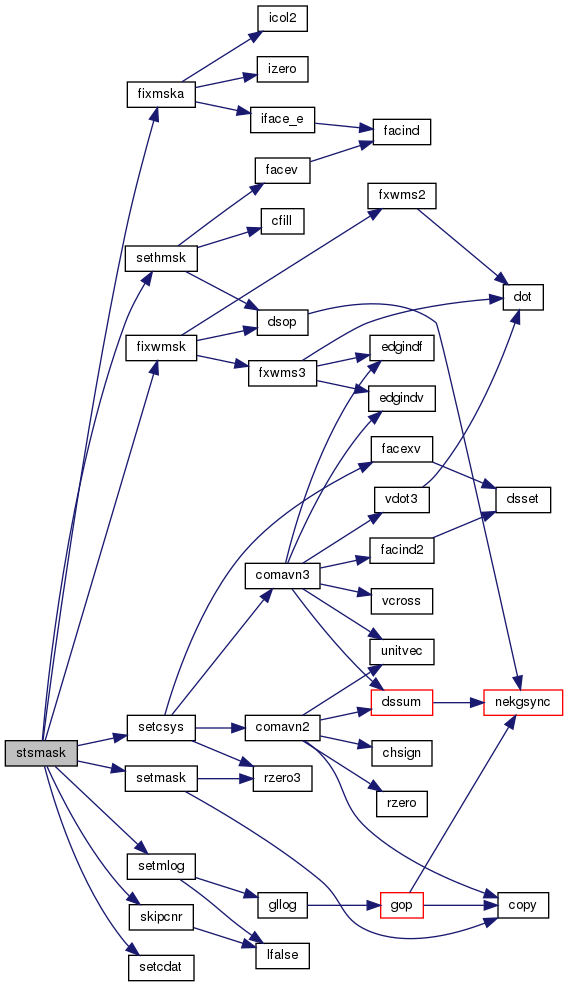 icol2
izero
fixmska
iface_e
facind
facev
fxwms2
cfill
sethmsk
dot
dsop
fixwmsk
edgindf
fxwms3
edgindv
facexv
vdot3
dsset
facind2
comavn3
vcross
unitvec
dssum
nekgsync
setcsys
comavn2
stsmask
chsign
setmask
rzero3
rzero
setmlog
gllog
gop
copy
skipcnr
lfalse
setcdat